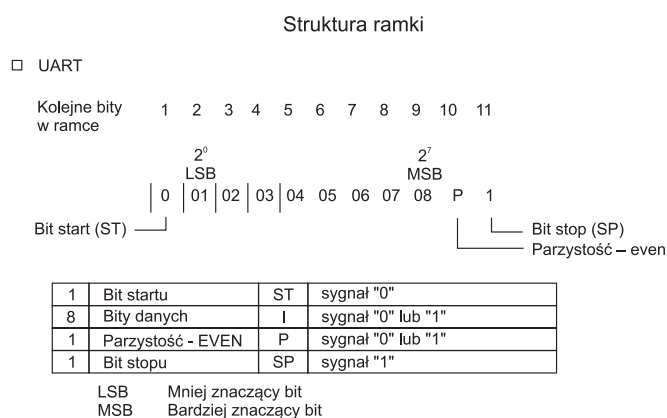 Struktura ramki
UART
Kolejne bity w ramce 1 2 3 4 5 6 7 8 9 10 11
2⁰ 2⁷
LSB MSB
0 01 02 03 04 05 06 07 08 P 1
Bit start (ST) Bit stop (SP)
Parzystość – even
1 Bit startu ST sygnał "0"
8 Bity danych I sygnał "0" lub "1"
1 Parzystość - EVEN P sygnał "0" lub "1"
1 Bit stopu SP sygnał "1"
LSB Mniej znaczący bit
MSB Bardziej znaczący bit